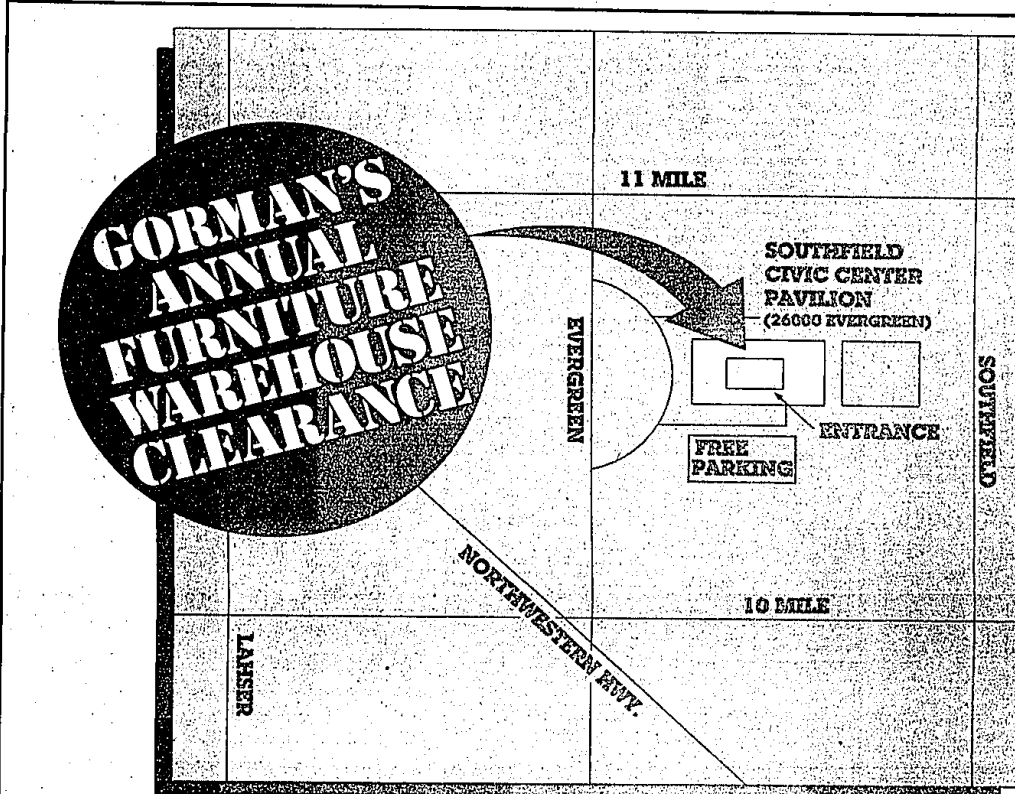 GORMAN'S
ANNUAL
FURNITURE
WAREHOUSE
CLEARANCE
11 MILE
SOUTHFIELD
CIVIC CENTER
PAVILION
(26000 EVERGREEN)
EVERGREEN
SOUTHFIELD
ENTRANCE
FREE
PARKING
NORTHWESTERN HWY.
10 MILE
LAHSER